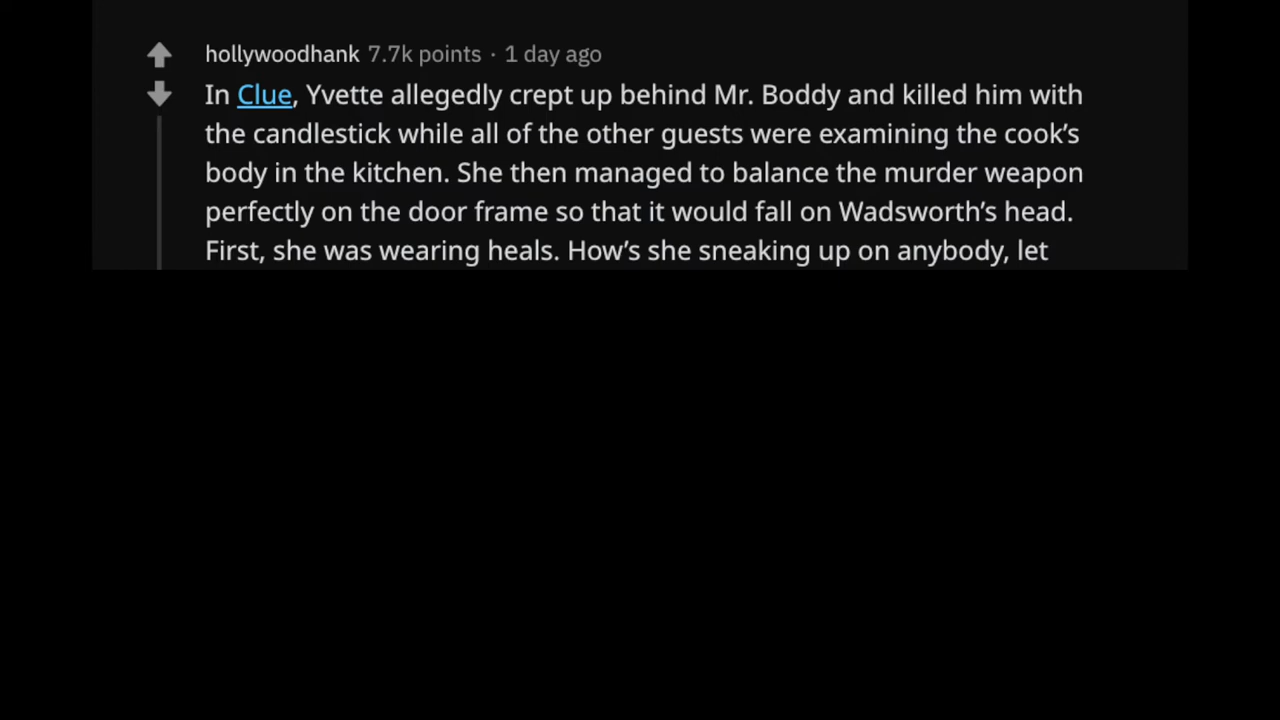 hollywoodhank 7.7k points · 1 day ago
In Clue, Yvette allegedly crept up behind Mr. Boddy and killed him with
the candlestick while all of the other guests were examining the cook’s
body in the kitchen. She then managed to balance the murder weapon
perfectly on the door frame so that it would fall on Wadsworth’s head.
First, she was wearing heals. How’s she sneaking up on anybody, let